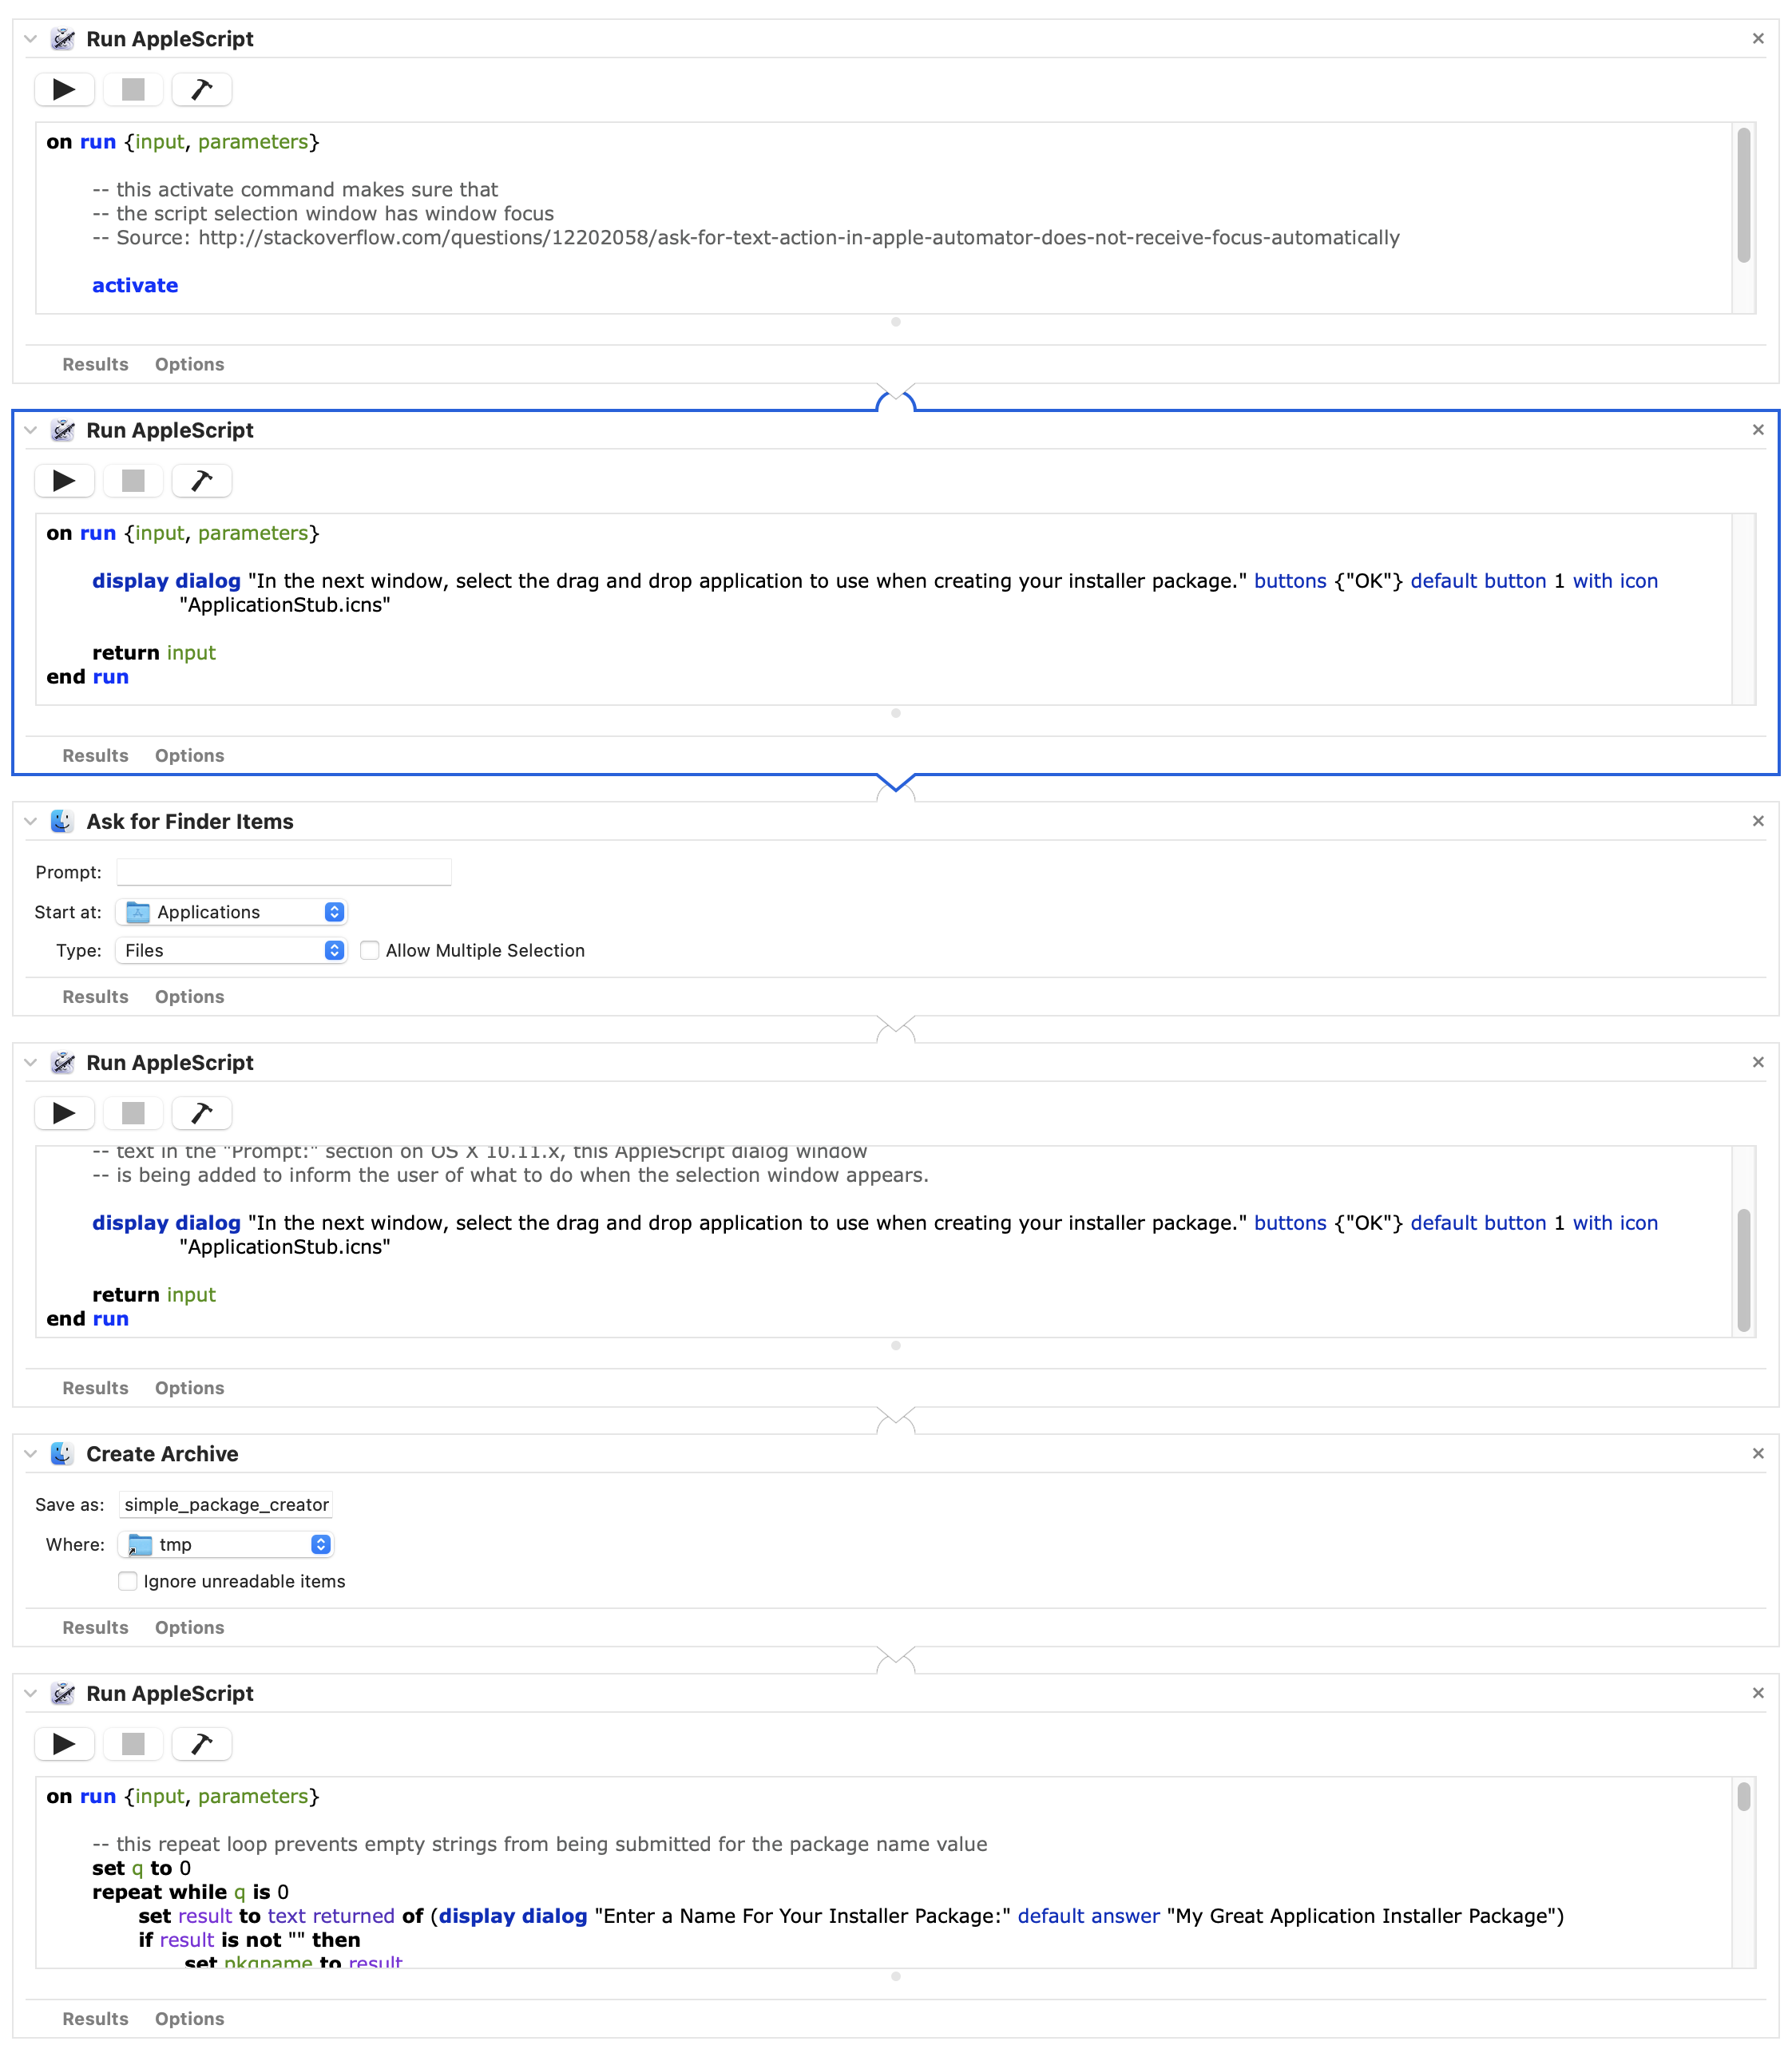 Run AppleScript
on run {input, parameters}
-- this activate command makes sure that
-- the script selection window has window focus
-- Source: http://stackoverflow.com/questions/12202058/ask-for-text-action-in-apple-automator-does-not-receive-focus-automatically
activate
Results Options
Run AppleScript
on run {input, parameters}
display dialog "In the next window, select the drag and drop application to use when creating your installer package." buttons {"OK"} default button 1 with icon
"ApplicationStub.icns"
return input
end run
Results Options
Ask for Finder Items
Prompt:
Start at: Applications
Type: Files Allow Multiple Selection
Results Options
Run AppleScript
-- text in the "Prompt:" section on OS X 10.11.x, this AppleScript dialog window
-- is being added to inform the user of what to do when the selection window appears.
display dialog "In the next window, select the drag and drop application to use when creating your installer package." buttons {"OK"} default button 1 with icon
"ApplicationStub.icns"
return input
end run
Results Options
Create Archive
Save as: simple_package_creator
Where: tmp
Ignore unreadable items
Results Options
Run AppleScript
on run {input, parameters}
-- this repeat loop prevents empty strings from being submitted for the package name value
set q to 0
repeat while q is 0
set result to text returned of (display dialog "Enter a Name For Your Installer Package:" default answer "My Great Application Installer Package")
if result is not "" then
set pkgname to result
Results Options